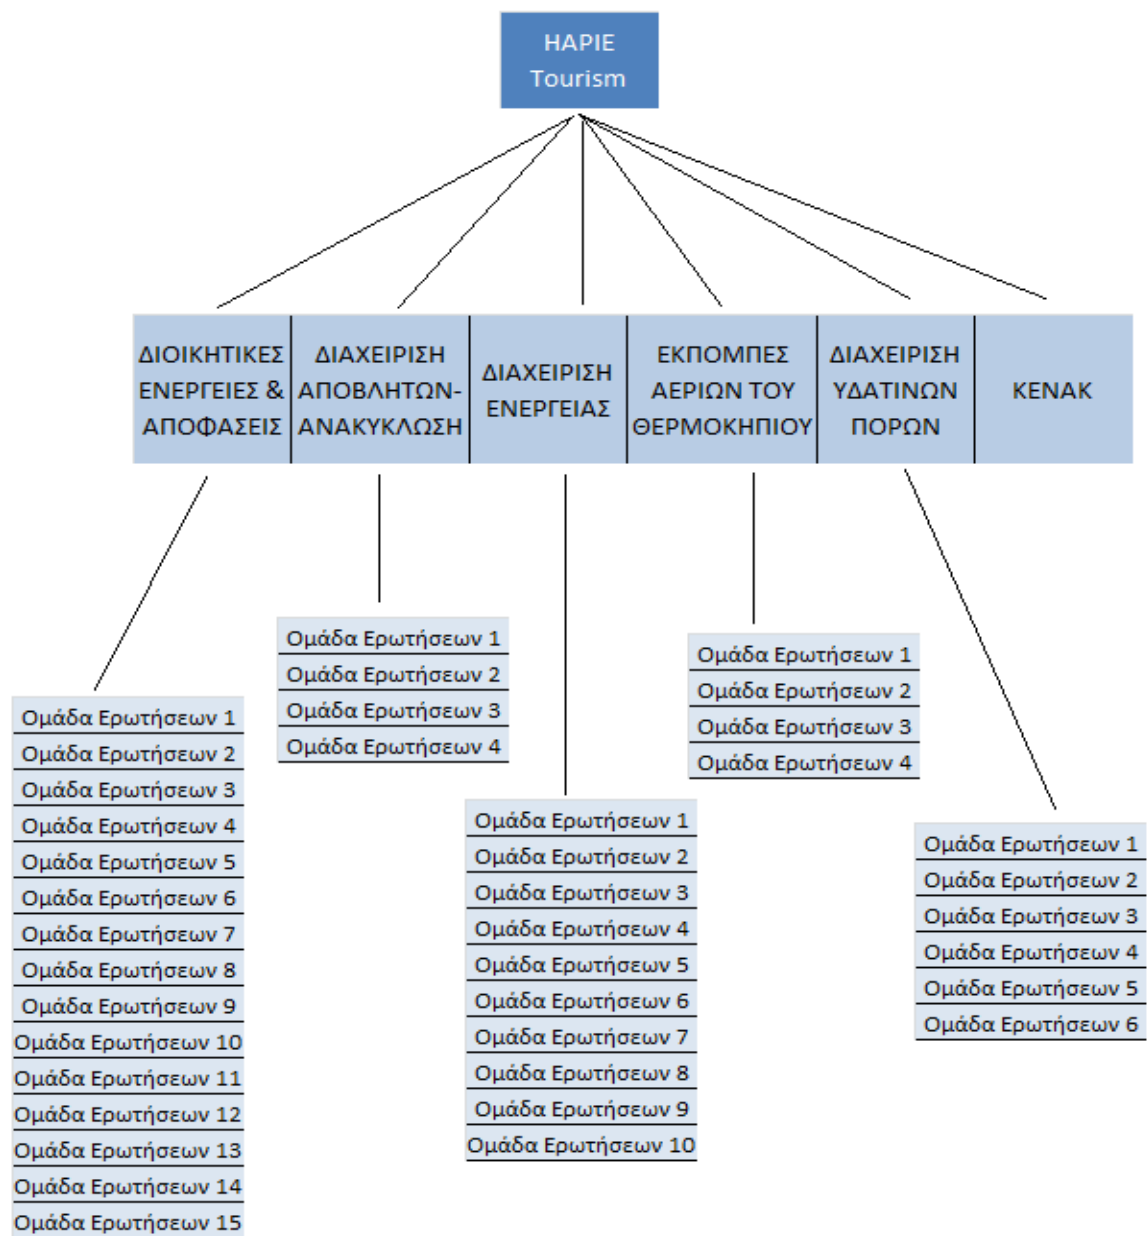 HAPIE
Tourism
ΔΙΟΙΚΗΤΙΚΕΣ
ΕΝΕΡΓΕΙΕΣ &
ΑΠΟΦΑΣΕΙΣ
ΔΙΑΧΕΙΡΙΣΗ
ΑΠΟΒΛΗΤΩΝ-
ΑΝΑΚΥΚΛΩΣΗ
ΔΙΑΧΕΙΡΙΣΗ
ΕΝΕΡΓΕΙΑΣ
ΕΚΠΟΜΠΕΣ
ΑΕΡΙΩΝ ΤΟΥ
ΘΕΡΜΟΚΗΠΙΟΥ
ΔΙΑΧΕΙΡΙΣΗ
ΥΔΑΤΙΝΩΝ
ΠΟΡΩΝ
ΚΕΝΑΚ
Ομάδα Ερωτήσεων 1
Ομάδα Ερωτήσεων 2
Ομάδα Ερωτήσεων 3
Ομάδα Ερωτήσεων 4
Ομάδα Ερωτήσεων 5
Ομάδα Ερωτήσεων 6
Ομάδα Ερωτήσεων 7
Ομάδα Ερωτήσεων 8
Ομάδα Ερωτήσεων 9
Ομάδα Ερωτήσεων 10
Ομάδα Ερωτήσεων 11
Ομάδα Ερωτήσεων 12
Ομάδα Ερωτήσεων 13
Ομάδα Ερωτήσεων 14
Ομάδα Ερωτήσεων 15
Ομάδα Ερωτήσεων 1
Ομάδα Ερωτήσεων 2
Ομάδα Ερωτήσεων 3
Ομάδα Ερωτήσεων 4
Ομάδα Ερωτήσεων 1
Ομάδα Ερωτήσεων 2
Ομάδα Ερωτήσεων 3
Ομάδα Ερωτήσεων 4
Ομάδα Ερωτήσεων 5
Ομάδα Ερωτήσεων 6
Ομάδα Ερωτήσεων 7
Ομάδα Ερωτήσεων 8
Ομάδα Ερωτήσεων 9
Ομάδα Ερωτήσεων 10
Ομάδα Ερωτήσεων 1
Ομάδα Ερωτήσεων 2
Ομάδα Ερωτήσεων 3
Ομάδα Ερωτήσεων 4
Ομάδα Ερωτήσεων 1
Ομάδα Ερωτήσεων 2
Ομάδα Ερωτήσεων 3
Ομάδα Ερωτήσεων 4
Ομάδα Ερωτήσεων 5
Ομάδα Ερωτήσεων 6